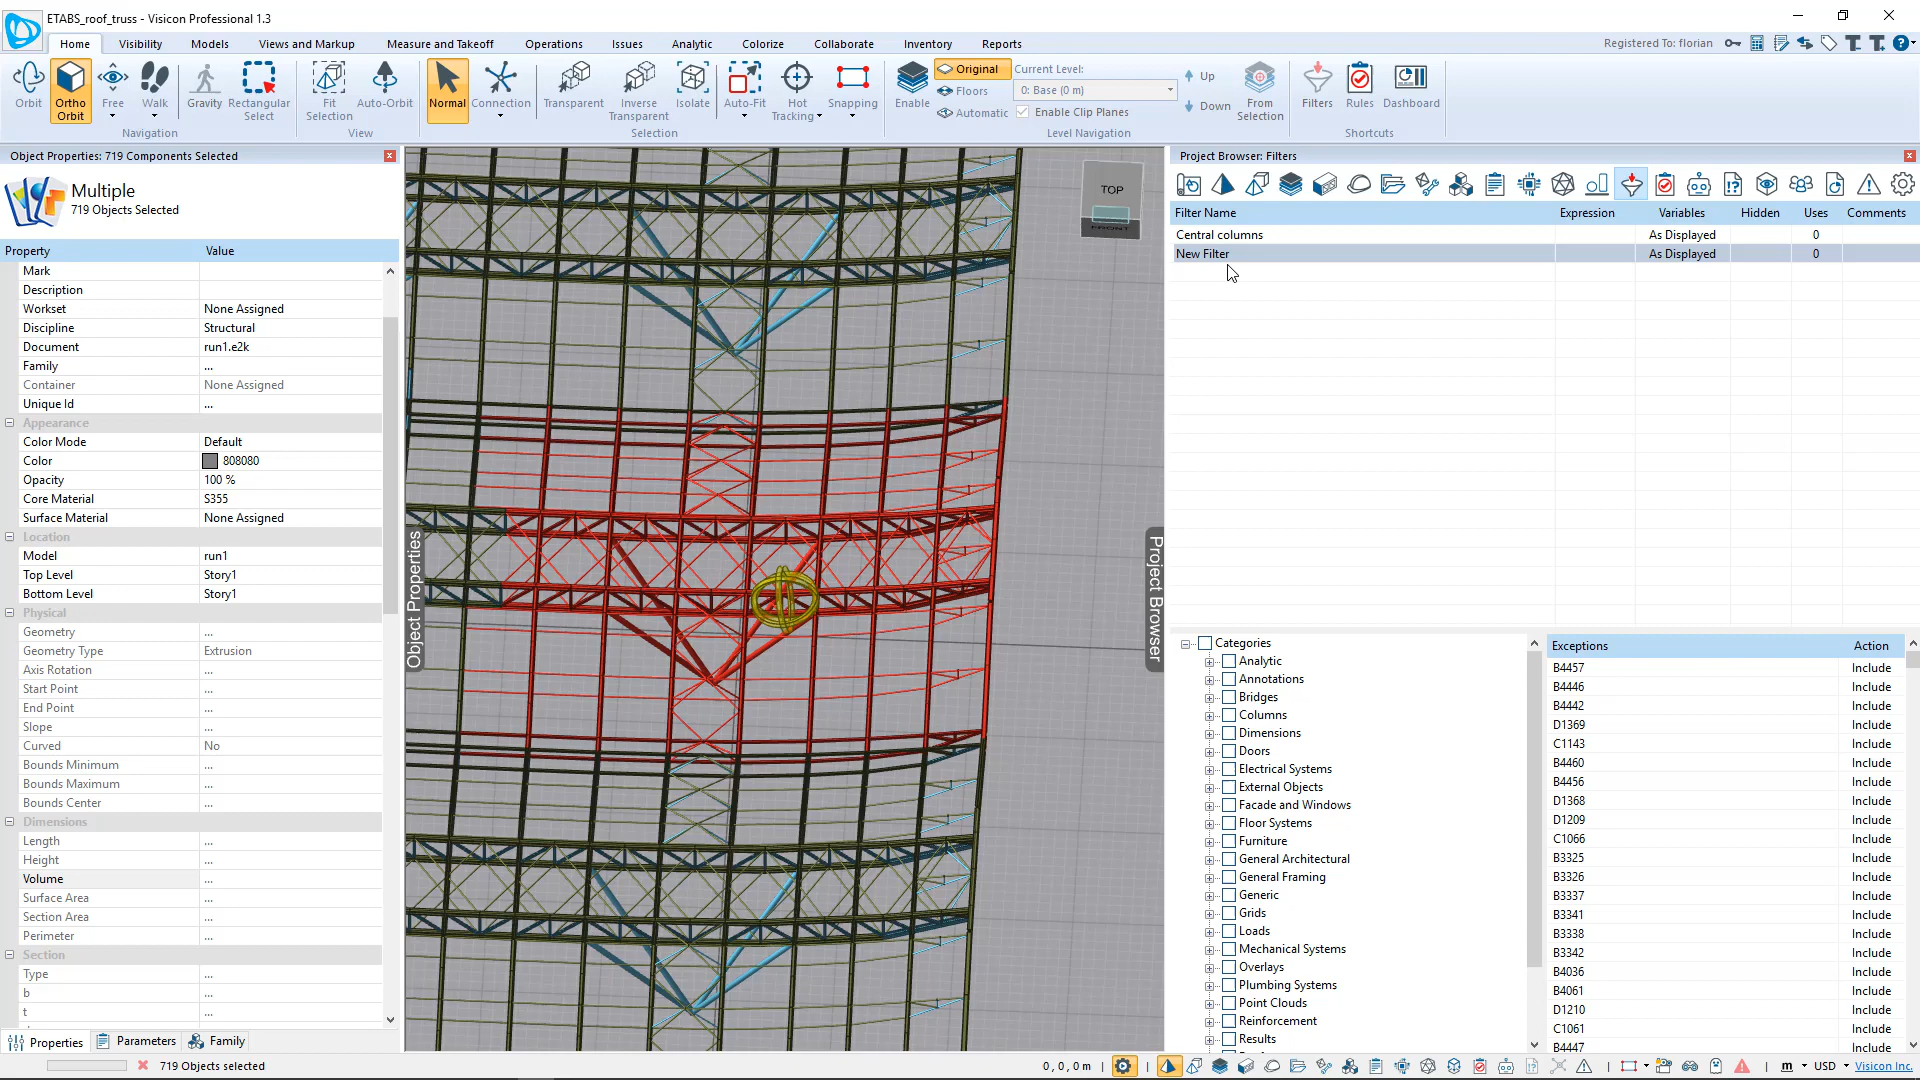 ETABS_roof_truss - Visicon Professional 1.3
Home Visibility Models Views and Markup Measure and Takeoff Operations Issues Analytic Colorize Collaborate Inventory Reports Registered To: florian
Orbit Ortho Orbit Free Walk Gravity Rectangular Select Fit Selection Auto-Orbit Normal Connection Transparent Inverse Transparent Isolate Auto-Fit Hot Tracking Snapping Enable Original Floors Automatic Current Level: 0: Base (0 m) Enable Clip Planes Up Down From Selection Filters Rules Dashboard
Navigation View Selection Level Navigation Shortcuts
Object Properties: 719 Components Selected
Multiple
719 Objects Selected
Property Value
Mark
Description
Workset None Assigned
Discipline Structural
Document run1.e2k
Family ...
Container None Assigned
Unique Id ...
Appearance
Color Mode Default
Color 808080
Opacity 100 %
Core Material S355
Surface Material None Assigned
Location
Model run1
Top Level Story1
Bottom Level Story1
Physical
Geometry ...
Geometry Type Extrusion
Axis Rotation ...
Start Point ...
End Point ...
Slope ...
Curved No
Bounds Minimum ...
Bounds Maximum ...
Bounds Center ...
Dimensions
Length ...
Height ...
Volume ...
Surface Area ...
Section Area ...
Perimeter ...
Section
Type ...
b ...
t ...
Properties Parameters Family
719 Objects selected
Object Properties
TOP
FRONT
Project Browser
Project Browser: Filters
Filter Name Expression Variables Hidden Uses Comments
Central columns As Displayed 0
New Filter As Displayed 0
Categories
Analytic
Annotations
Bridges
Columns
Dimensions
Doors
Electrical Systems
External Objects
Facade and Windows
Floor Systems
Furniture
General Architectural
General Framing
Generic
Grids
Loads
Mechanical Systems
Overlays
Plumbing Systems
Point Clouds
Reinforcement
Results
Exceptions Action
B4457 Include
B4446 Include
B4442 Include
D1369 Include
C1143 Include
B4460 Include
B4456 Include
D1368 Include
D1209 Include
C1066 Include
B3325 Include
B3326 Include
B3337 Include
B3341 Include
B3338 Include
B3342 Include
B4036 Include
B4061 Include
D1210 Include
C1061 Include
B4447 Include
0 , 0 , 0 m m USD Visicon Inc.